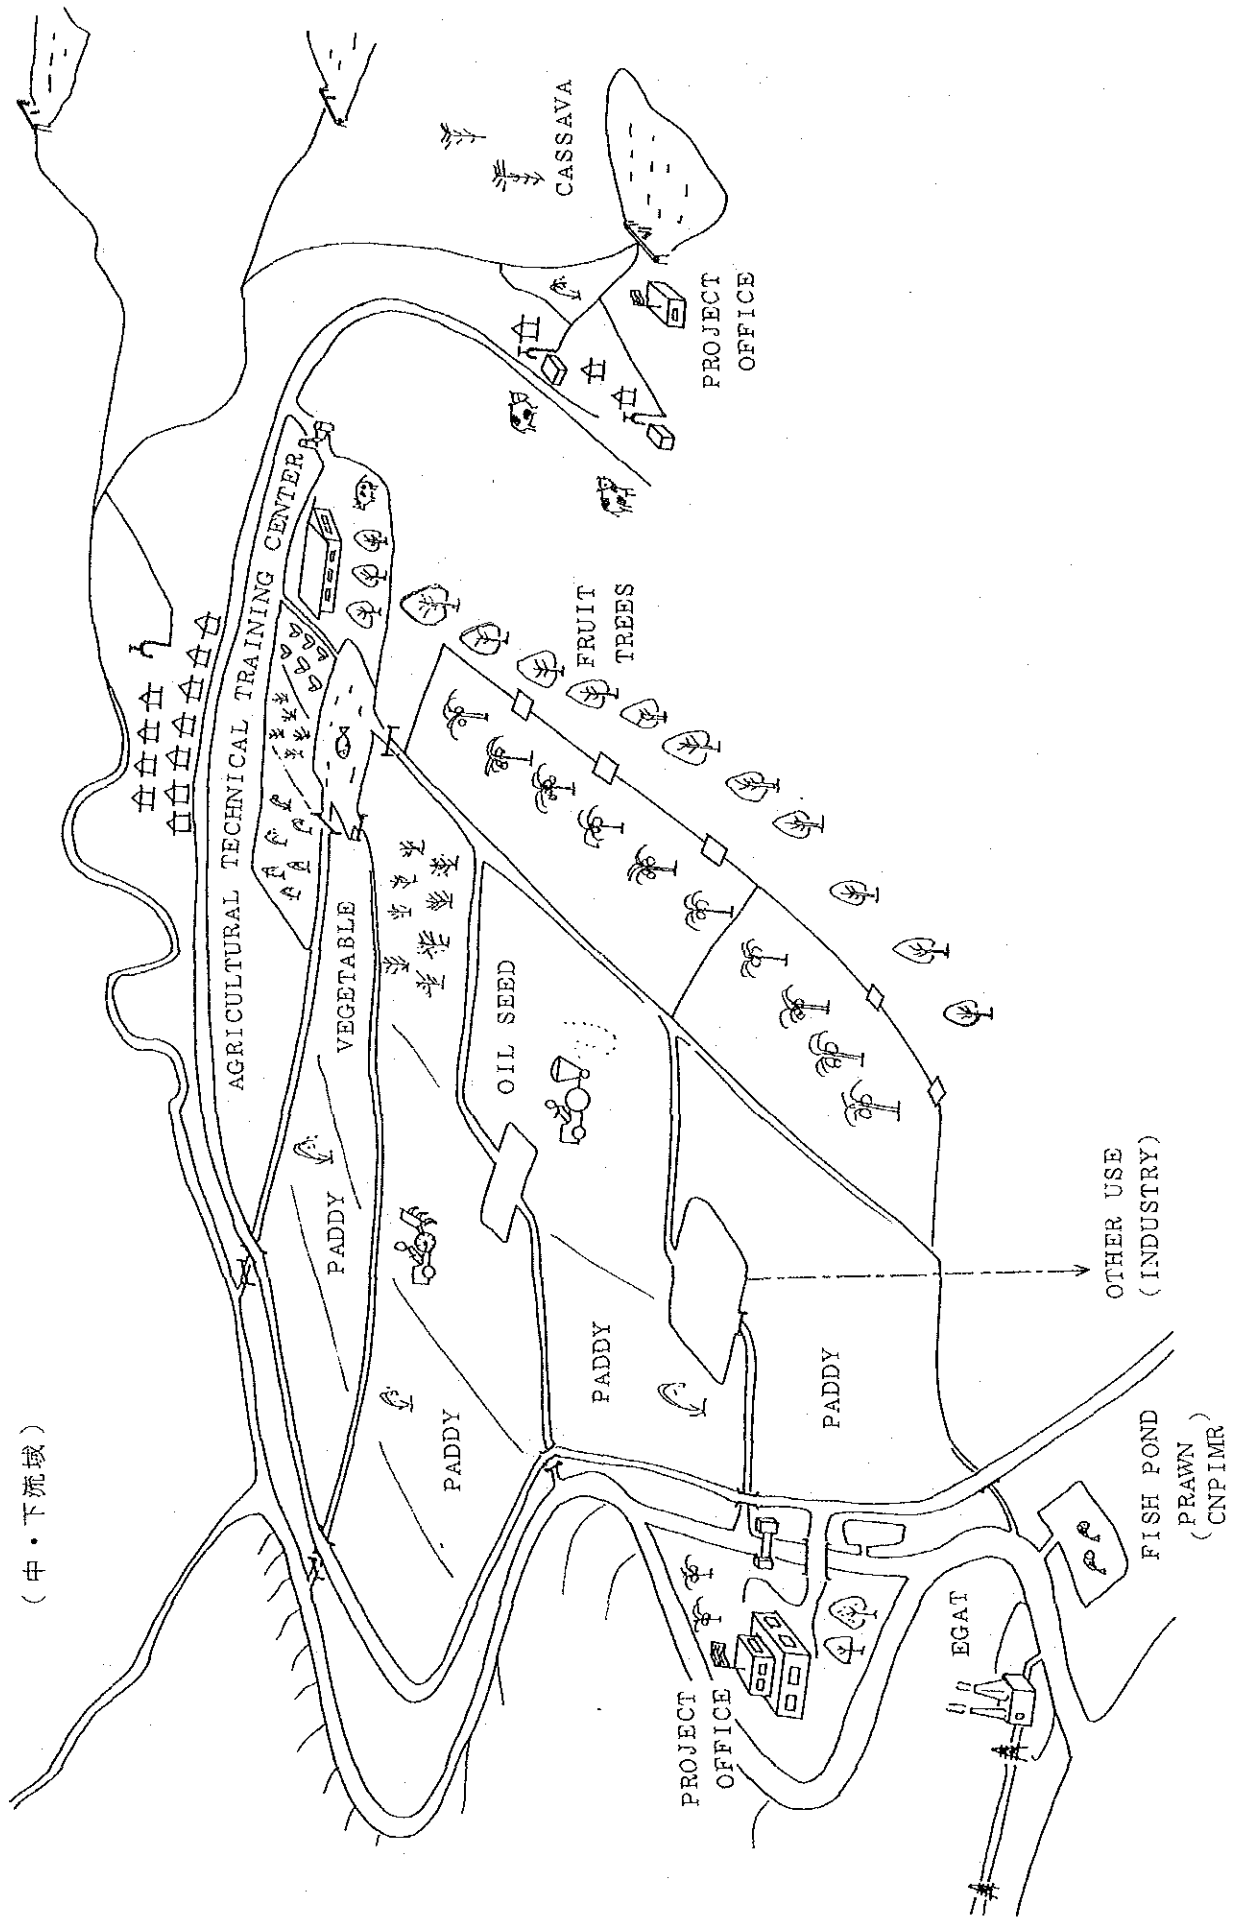 (中・下流域)
AGRICULTURAL TECHNICAL TRAINING CENTER
VEGETABLE
PADDY
PADDY
OIL SEED
PADDY
PADDY
FRUIT
TREES
CASSAVA
PROJECT
OFFICE
PROJECT
OFFICE
EGAT
OTHER USE
(INDUSTRY)
FISH POND
(PRAWN
CNPIMR)